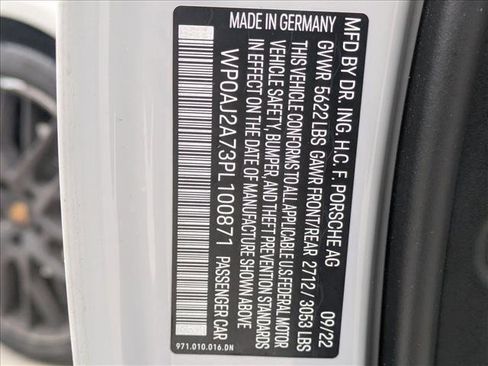 MADE IN GERMANY
MFD BY DR. ING. H.C. F. PORSCHE AG 09/22
GVWR 5622 LBS GAWR FRONT/REAR 2712 / 3053 LBS
THIS VEHICLE CONFORMS TO ALL APPLICABLE U.S. FEDERAL MOTOR
VEHICLE SAFETY, BUMPER, AND THEFT PREVENTION STANDARDS
IN EFFECT ON THE DATE OF MANUFACTURE SHOWN ABOVE
WP0AJ2A73PL100871 PASSENGER CAR
971.010.016.DN